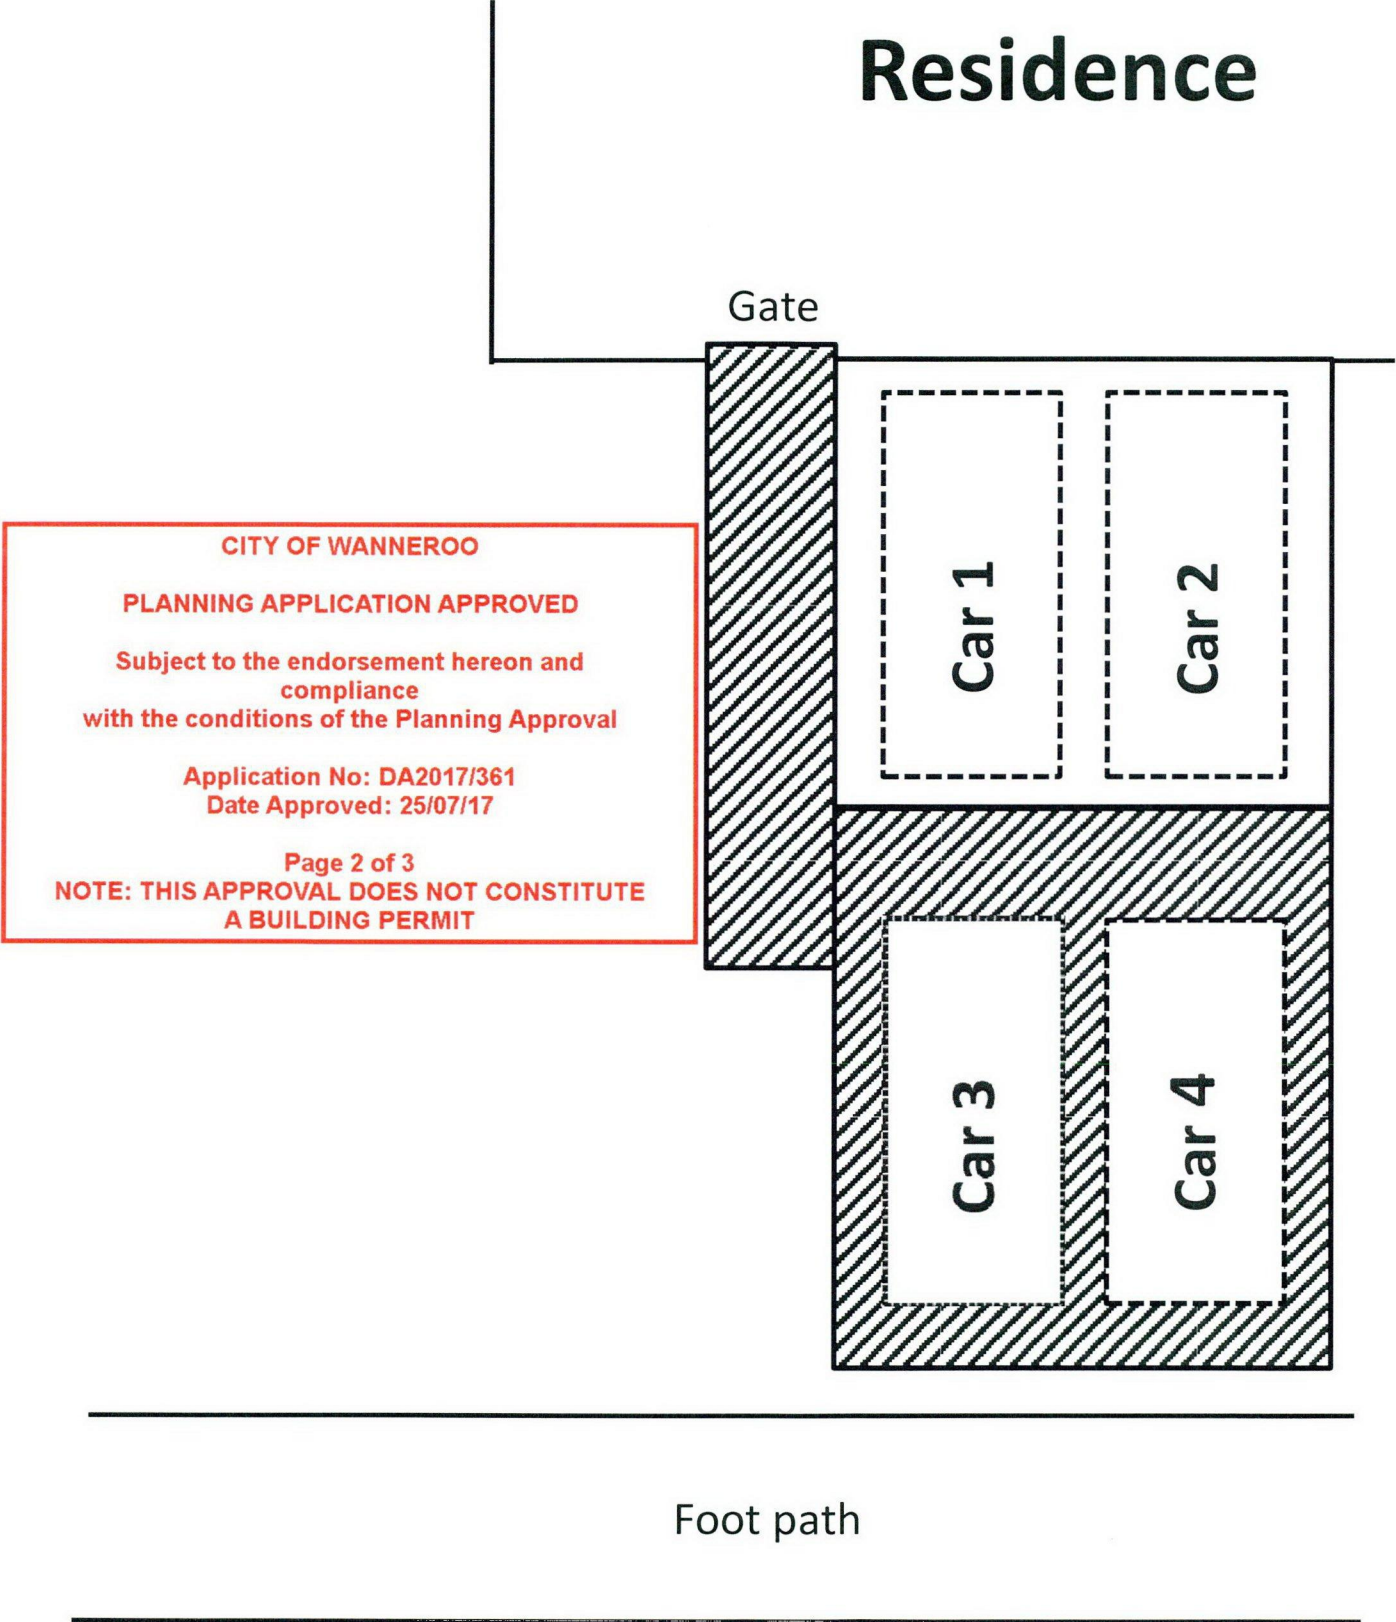 Residence
Gate
CITY OF WANNEROO
PLANNING APPLICATION APPROVED
Subject to the endorsement hereon and
compliance
with the conditions of the Planning Approval
Application No: DA2017/361
Date Approved: 25/07/17
Page 2 of 3
NOTE: THIS APPROVAL DOES NOT CONSTITUTE
A BUILDING PERMIT
Car 1
Car 2
Car 3
Car 4
Foot path